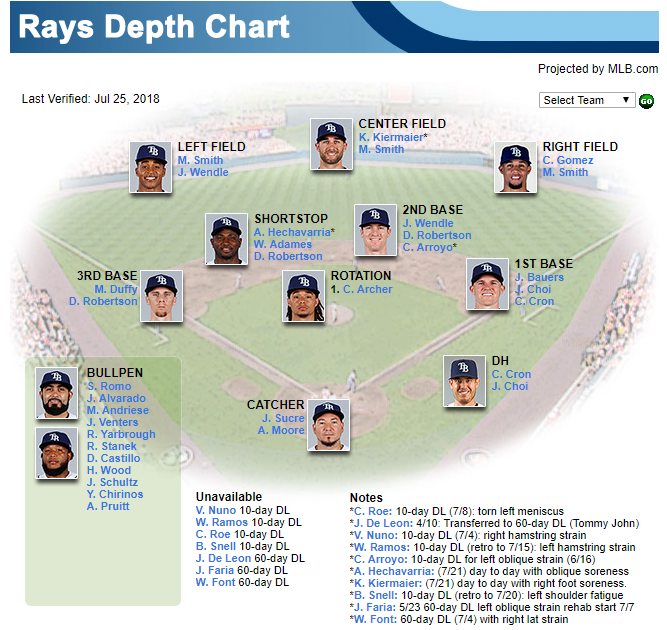 Rays Depth Chart
Projected by MLB.com
Last Verified: Jul 25, 2018
Select Team
GO
LEFT FIELD
M. Smith
J. Wendle
CENTER FIELD
K. Kiermaier*
M. Smith
RIGHT FIELD
C. Gomez
M. Smith
SHORTSTOP
A. Hechavarria*
W. Adames
D. Robertson
2ND BASE
J. Wendle
D. Robertson
C. Arroyo*
3RD BASE
M. Duffy
D. Robertson
ROTATION
1. C. Archer
1ST BASE
J. Bauers
J. Choi
C. Cron
BULLPEN
S. Romo
J. Alvarado
M. Andriese
J. Venters
R. Yarbrough
R. Stanek
D. Castillo
H. Wood
J. Schultz
Y. Chirinos
A. Pruitt
CATCHER
J. Sucre
A. Moore
DH
C. Cron
J. Choi
Unavailable
V. Nuno 10-day DL
W. Ramos 10-day DL
C. Roe 10-day DL
B. Snell 10-day DL
J. De Leon 60-day DL
J. Faria 60-day DL
W. Font 60-day DL
Notes
*C. Roe: 10-day DL (7/8): torn left meniscus
*J. De Leon: 4/10: Transferred to 60-day DL (Tommy John)
*V. Nuno: 10-day DL (7/4): right hamstring strain
*W. Ramos: 10-day DL (retro to 7/15): left hamstring strain
*C. Arroyo: 10-day DL for left oblique strain (6/16)
*A. Hechavarria: (7/21) day to day with oblique soreness
*K. Kiermaier: (7/21) day to day with right foot soreness.
*B. Snell: 10-day DL (retro to 7/20): left shoulder fatigue
*J. Faria: 5/23 60-day DL left oblique strain rehab start 7/7
*W. Font: 60-day DL (7/4) with right lat strain